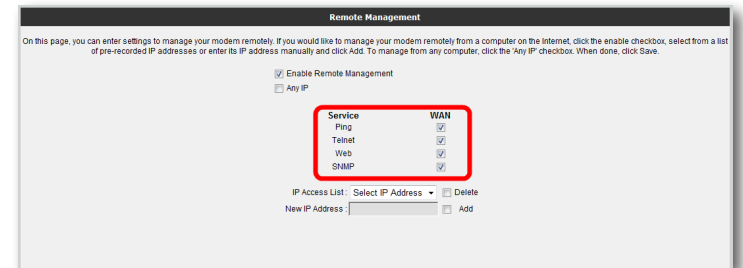 Remote Management
On this page, you can enter settings to manage your modem remotely. If you would like to manage your modem remotely from a computer on the Internet, click the enable checkbox, select from a list
of pre-recorded IP addresses or enter its IP address manually and click Add. To manage from any computer, click the 'Any IP' checkbox. When done, click Save.
Enable Remote Management
Any IP
Service WAN
Ping
Telnet
Web
SNMP
IP Access List : Select IP Address Delete
New IP Address : Add